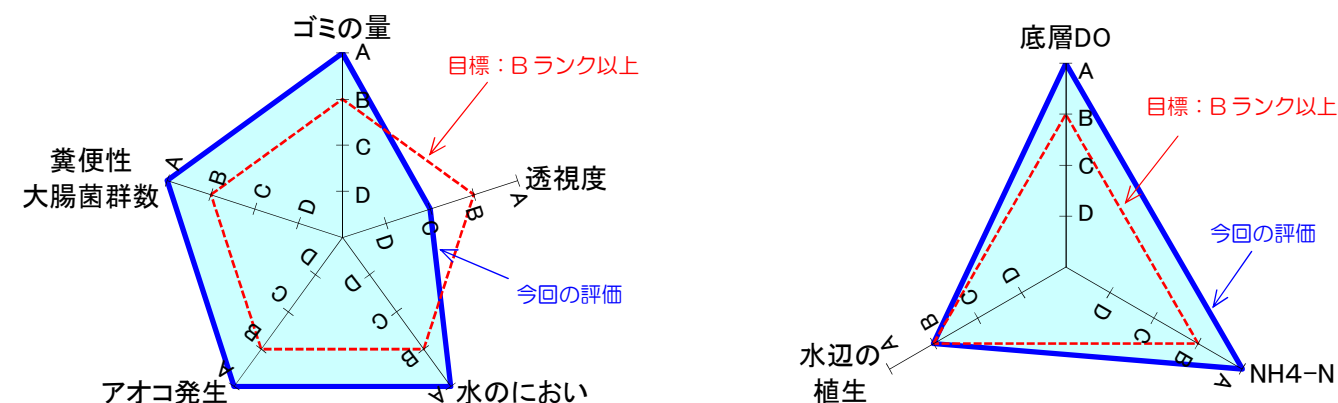 ゴミの量
A
B
C
D
目標：Bランク以上
透視度
A
B
C
D
今回の評価
水のにおい
A
B
C
D
アオコ発生
A
B
C
D
糞便性
大腸菌群数
A
B
C
D
底層DO
A
B
C
D
目標：Bランク以上
今回の評価
NH4-N
A
B
C
D
水辺の
植生
A
B
C
D